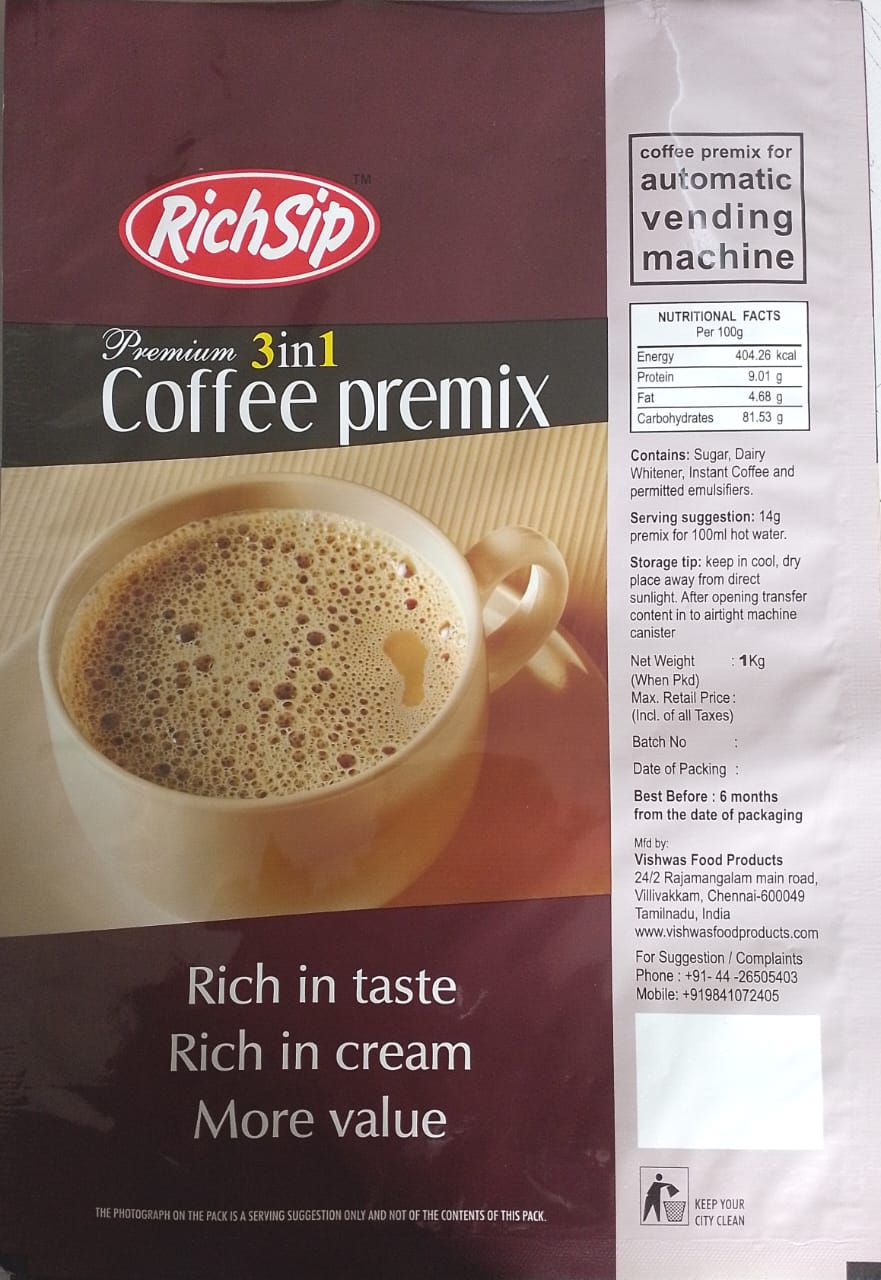 RichSip
TM
Premium 3in1
Coffee premix
Rich in taste
Rich in cream
More value
THE PHOTOGRAPH ON THE PACK IS A SERVING SUGGESTION ONLY AND NOT OF THE CONTENTS OF THIS PACK.
coffee premix for
automatic
vending
machine
NUTRITIONAL FACTS
Per 100g
Energy 404.26 kcal
Protein 9.01 g
Fat 4.68 g
Carbohydrates 81.53 g
Contains: Sugar, Dairy
Whitener, Instant Coffee and
permitted emulsifiers.
Serving suggestion: 14g
premix for 100ml hot water.
Storage tip: keep in cool, dry
place away from direct
sunlight. After opening transfer
content in to airtight machine
canister
Net Weight : 1Kg
(When Pkd)
Max. Retail Price :
(Incl. of all Taxes)
Batch No :
Date of Packing :
Best Before : 6 months
from the date of packaging
Mfd by:
Vishwas Food Products
24/2 Rajamangalam main road,
Villivakkam, Chennai-600049
Tamilnadu, India
www.vishwasfoodproducts.com
For Suggestion / Complaints
Phone : +91- 44 -26505403
Mobile: +919841072405
KEEP YOUR
CITY CLEAN